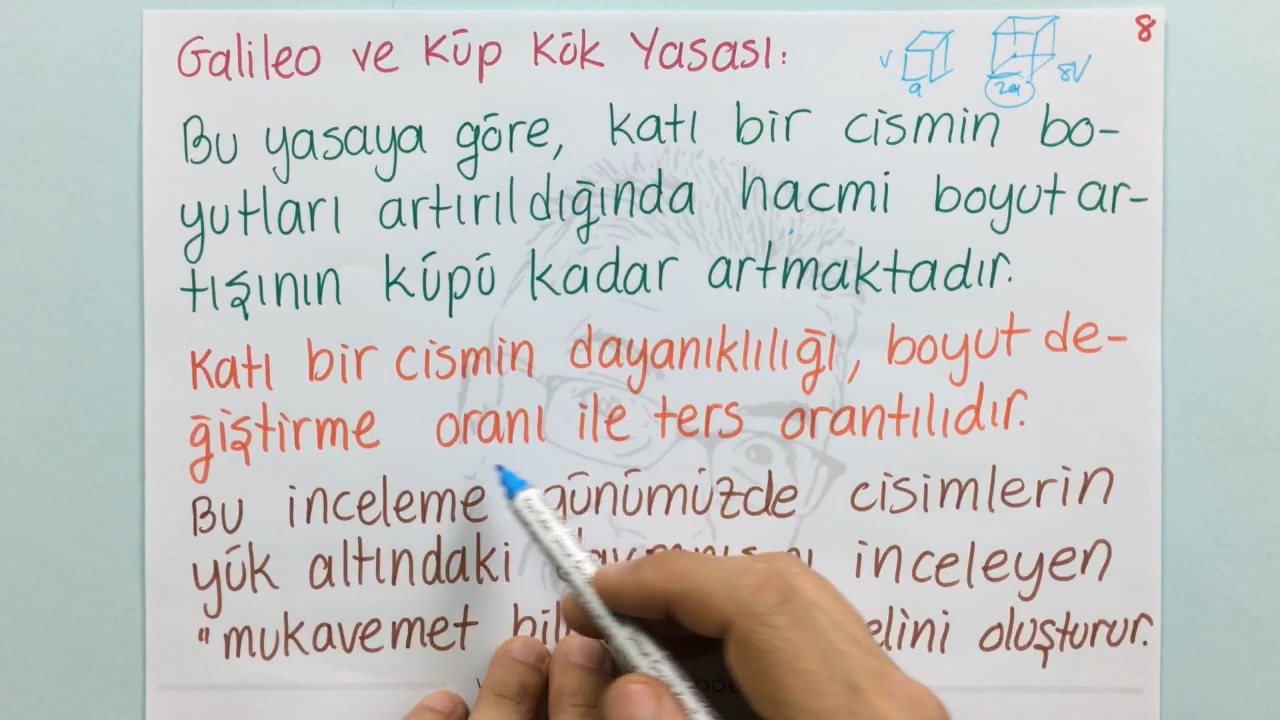 Galileo ve Küp Kök Yasası:
8
V
a
2a
8V
Bu yasaya göre, katı bir cismin bo-
yutları artırıldığında hacmi boyut ar-
tışının küpü kadar artmaktadır.
Katı bir cismin dayanıklılığı, boyut de-
ğiştirme oranı ile ters orantılıdır.
Bu inceleme günümüzde cisimlerin
yük altındaki inceleyen
"mukavemet oluşturur.